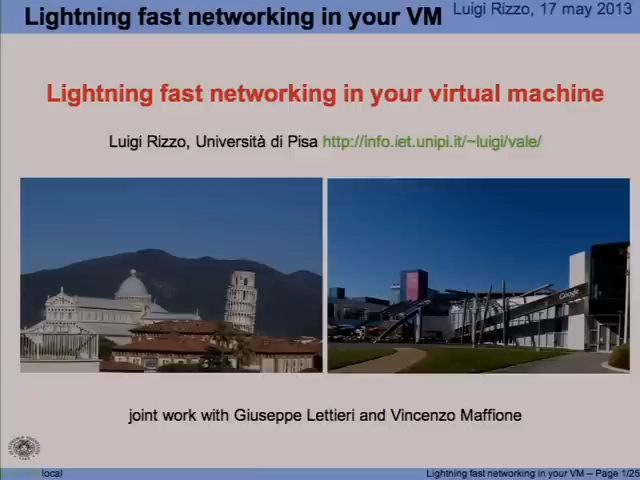 Lightning fast networking in your VM
Luigi Rizzo, 17 may 2013
Lightning fast networking in your virtual machine
Luigi Rizzo, Università di Pisa http://info.iet.unipi.it/~luigi/vale/
Google
joint work with Giuseppe Lettieri and Vincenzo Maffione
local
Lightning fast networking in your VM -- Page 1/25